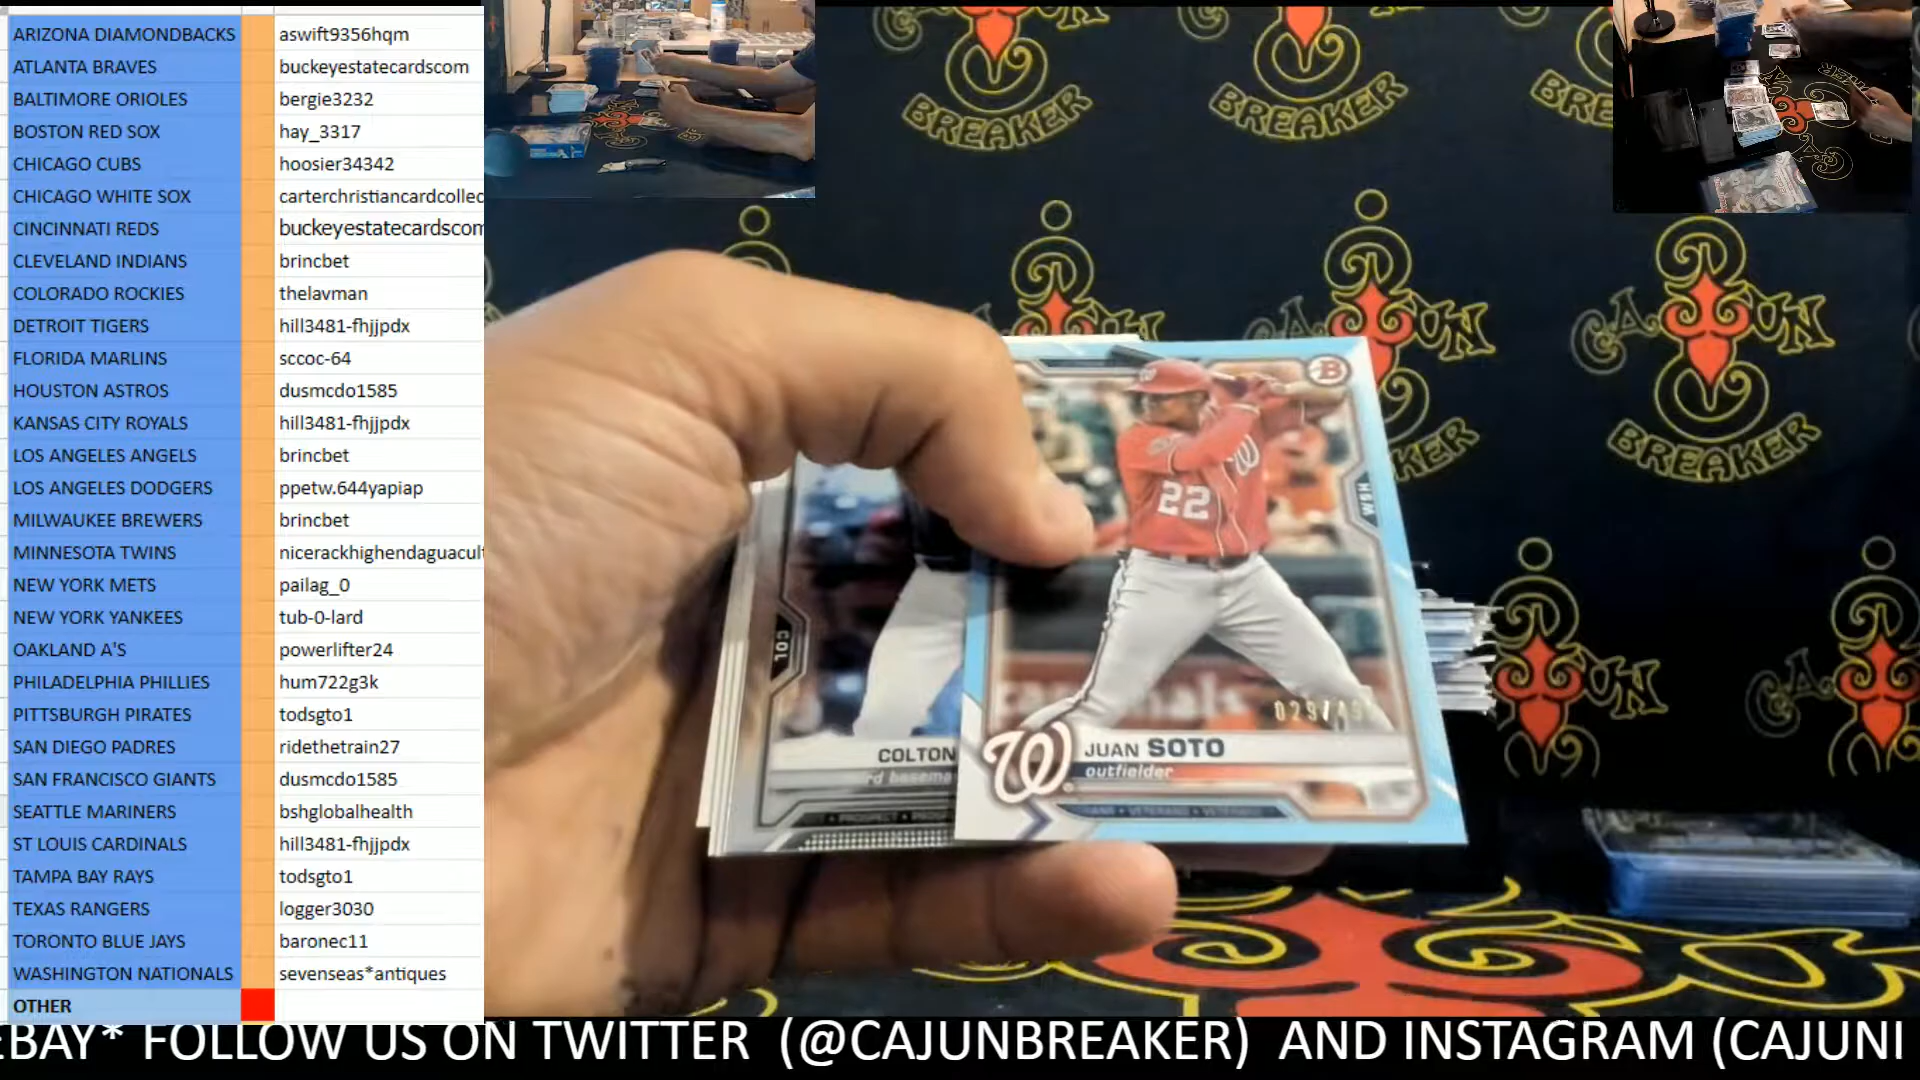 ARIZONA DIAMONDBACKS aswift9356hqm
ATLANTA BRAVES buckeyestatecardscom
BALTIMORE ORIOLES bergie3232
BOSTON RED SOX hay_3317
CHICAGO CUBS hoosier34342
CHICAGO WHITE SOX carterchristiancardcollec
CINCINNATI REDS buckeyestatecardscom
CLEVELAND INDIANS brincbet
COLORADO ROCKIES thelavman
DETROIT TIGERS hill3481-fhjjpdx
FLORIDA MARLINS sccoc-64
HOUSTON ASTROS dusmcdo1585
KANSAS CITY ROYALS hill3481-fhjjpdx
LOS ANGELES ANGELS brincbet
LOS ANGELES DODGERS ppetw.644yapiap
MILWAUKEE BREWERS brincbet
MINNESOTA TWINS nicerackhighendaguacult
NEW YORK METS pailag_0
NEW YORK YANKEES tub-0-lard
OAKLAND A'S powerlifter24
PHILADELPHIA PHILLIES hum722g3k
PITTSBURGH PIRATES todsgto1
SAN DIEGO PADRES ridethetrain27
SAN FRANCISCO GIANTS dusmcdo1585
SEATTLE MARINERS bshglobalhealth
ST LOUIS CARDINALS hill3481-fhjjpdx
TAMPA BAY RAYS todsgto1
TEXAS RANGERS logger3030
TORONTO BLUE JAYS baronec11
WASHINGTON NATIONALS sevenseas*antiques
OTHER
BREAKER
BREAKER
CAJUN
BREAKER
B
W
22
WSH
COL
COLTON
JUAN SOTO
outfielder
W
EBAY* FOLLOW US ON TWITTER (@CAJUNBREAKER) AND INSTAGRAM (CAJUNI